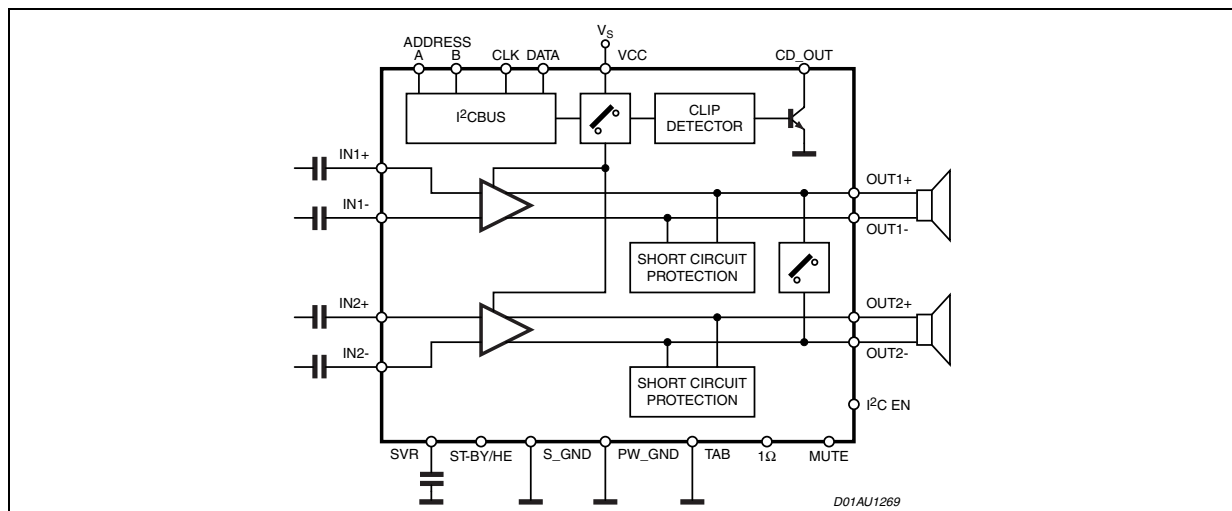 V_S
ADDRESS
A B CLK DATA VCC CD_OUT
I²CBUS
CLIP
DETECTOR
IN1+
OUT1+
IN1-
OUT1-
SHORT CIRCUIT
PROTECTION
IN2+
OUT2+
IN2-
OUT2-
SHORT CIRCUIT
PROTECTION
I²C EN
SVR ST-BY/HE S_GND PW_GND TAB 1Ω MUTE
D01AU1269